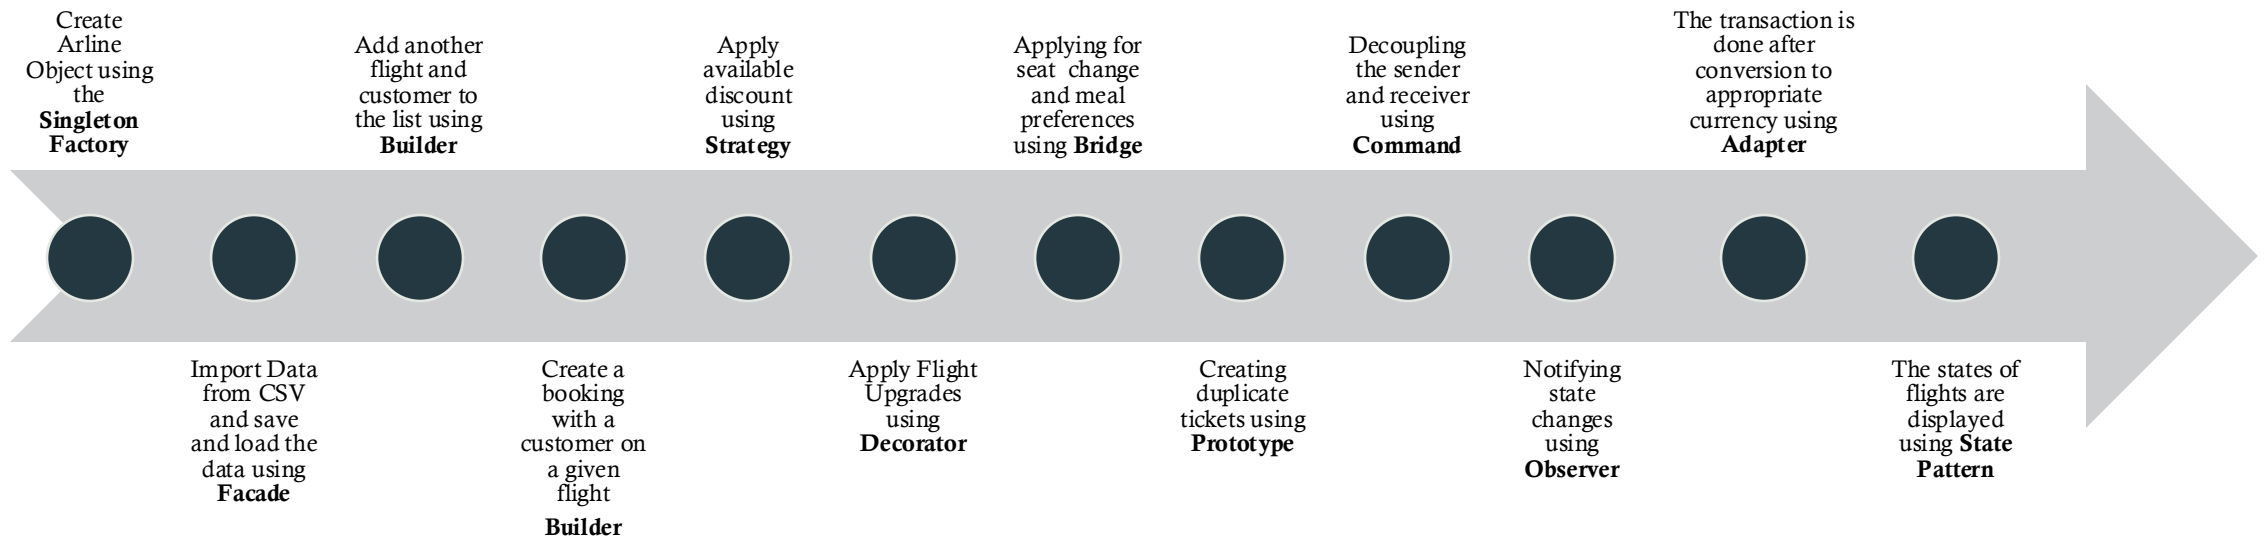 Create
Arline
Object using
the
Singleton
Factory
Import Data
from CSV
and save
and load the
data using
Facade
Add another
flight and
customer to
the list using
Builder
Create a
booking
with a
customer on
a given
flight
Builder
Apply
available
discount
using
Strategy
Apply Flight
Upgrades
using
Decorator
Applying for
seat change
and meal
preferences
using Bridge
Creating
duplicate
tickets using
Prototype
Decoupling
the sender
and receiver
using
Command
Notifying
state
changes
using
Observer
The transaction is
done after
conversion to
appropriate
currency using
Adapter
The states of
flights are
displayed
using State
Pattern